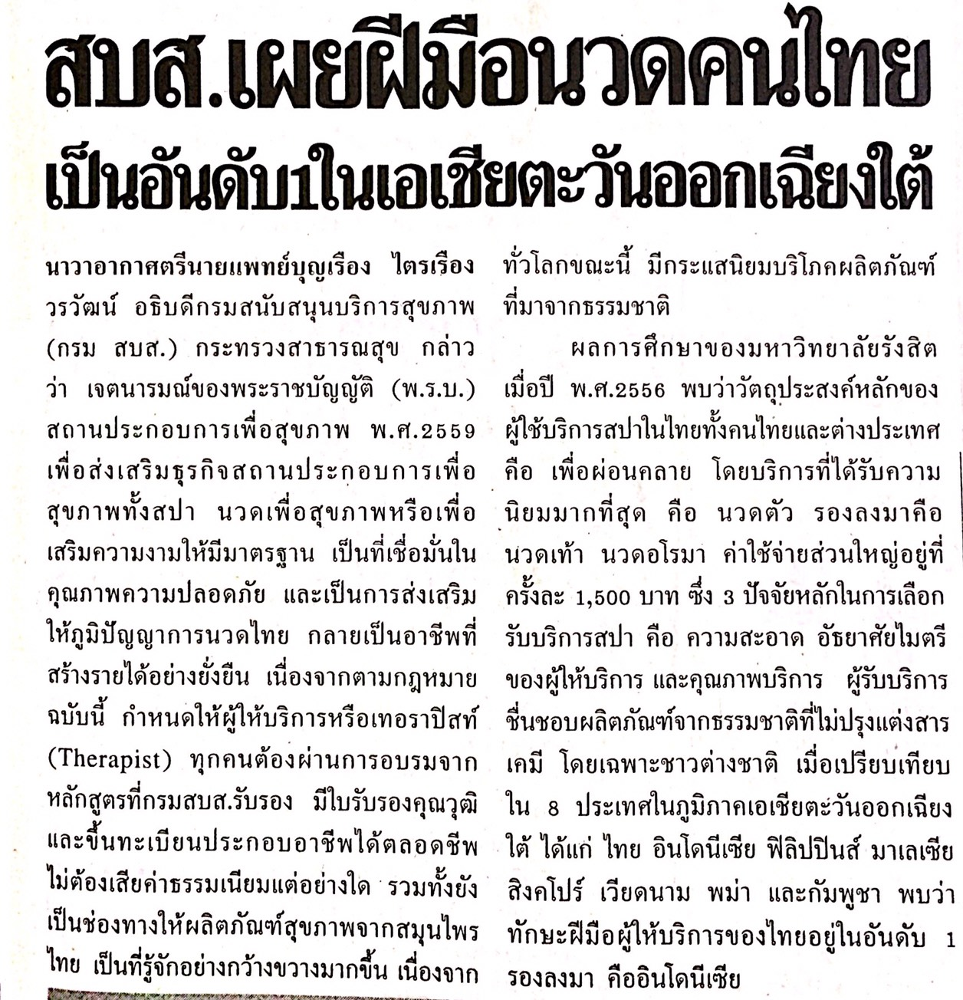 สบส.เผยฝีมือนวดคนไทย
เป็นอันดับ1ในเอเชียตะวันออกเฉียงใต้
นาวาอากาศตรีนายแพทย์บุญเรือง ไตรเรือง
วรวัฒน์ อธิบดีกรมสนับสนุนบริการสุขภาพ
(กรม สบส.) กระทรวงสาธารณสุข กล่าว
ว่า เจตนารมณ์ของพระราชบัญญัติ (พ.ร.บ.)
สถานประกอบการเพื่อสุขภาพ พ.ศ.2559
เพื่อส่งเสริมธุรกิจสถานประกอบการเพื่อ
สุขภาพทั้งสปา นวดเพื่อสุขภาพหรือเพื่อ
เสริมความงามให้มีมาตรฐาน เป็นที่เชื่อมั่นใน
คุณภาพความปลอดภัย และเป็นการส่งเสริม
ให้ภูมิปัญญาการนวดไทย กลายเป็นอาชีพที่
สร้างรายได้อย่างยั่งยืน เนื่องจากตามกฎหมาย
ฉบับนี้ กำหนดให้ผู้ให้บริการหรือเทอราปิสท์
(Therapist) ทุกคนต้องผ่านการอบรมจาก
หลักสูตรที่กรมสบส.รับรอง มีใบรับรองคุณวุฒิ
และขึ้นทะเบียนประกอบอาชีพได้ตลอดชีพ
ไม่ต้องเสียค่าธรรมเนียมแต่อย่างใด รวมทั้งยัง
เป็นช่องทางให้ผลิตภัณฑ์สุขภาพจากสมุนไพร
ไทย เป็นที่รู้จักอย่างกว้างขวางมากขึ้น เนื่องจาก
ทั่วโลกขณะนี้ มีกระแสนิยมบริโภคผลิตภัณฑ์
ที่มาจากธรรมชาติ
ผลการศึกษาของมหาวิทยาลัยรังสิต
เมื่อปี พ.ศ.2556 พบว่าวัตถุประสงค์หลักของ
ผู้ใช้บริการสปาในไทยทั้งคนไทยและต่างประเทศ
คือ เพื่อผ่อนคลาย โดยบริการที่ได้รับความ
นิยมมากที่สุด คือ นวดตัว รองลงมาคือ
นวดเท้า นวดอโรมา ค่าใช้จ่ายส่วนใหญ่อยู่ที่
ครั้งละ 1,500 บาท ซึ่ง 3 ปัจจัยหลักในการเลือก
รับบริการสปา คือ ความสะอาด อัธยาศัยไมตรี
ของผู้ให้บริการ และคุณภาพบริการ ผู้รับบริการ
ชื่นชอบผลิตภัณฑ์จากธรรมชาติที่ไม่ปรุงแต่งสาร
เคมี โดยเฉพาะชาวต่างชาติ เมื่อเปรียบเทียบ
ใน 8 ประเทศในภูมิภาคเอเชียตะวันออกเฉียง
ใต้ ได้แก่ ไทย อินโดนีเซีย ฟิลิปปินส์ มาเลเซีย
สิงคโปร์ เวียดนาม พม่า และกัมพูชา พบว่า
ทักษะฝีมือผู้ให้บริการของไทยอยู่ในอันดับ 1
รองลงมา คืออินโดนีเซีย